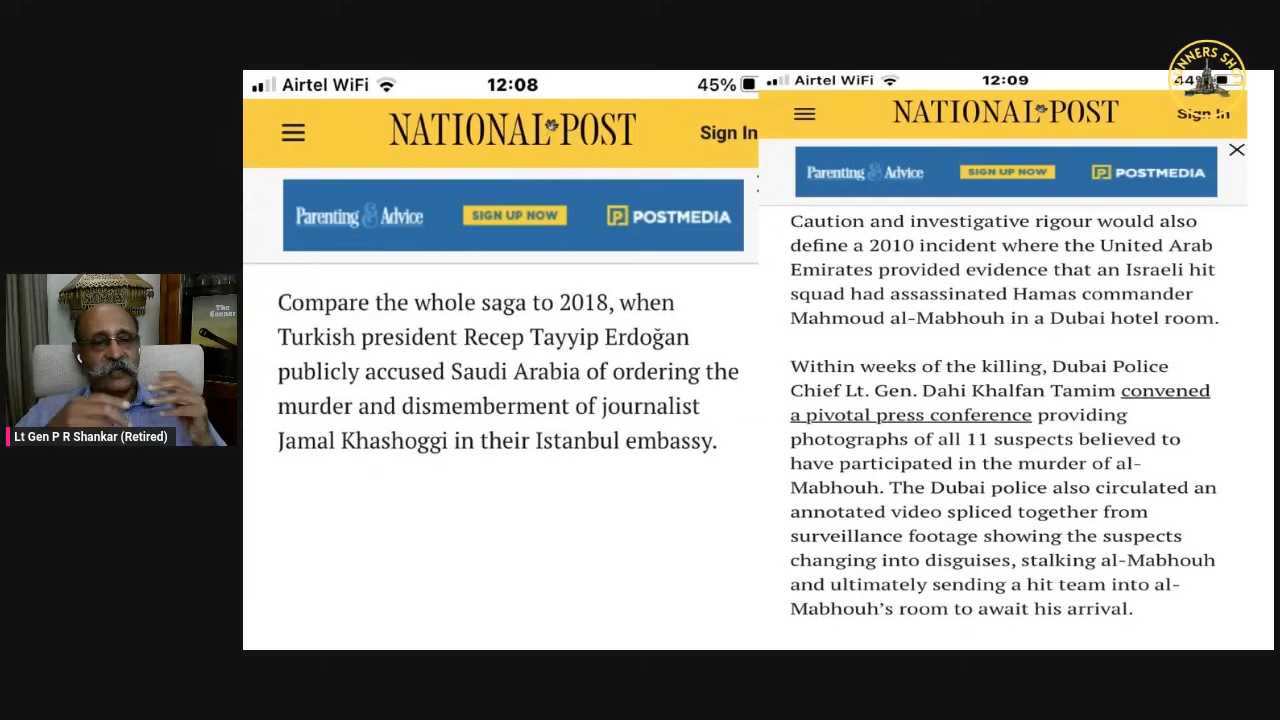 Airtel WiFi 12:08 45%
NATIONAL POST Sign In
Parenting & Advice SIGN UP NOW POSTMEDIA
Compare the whole saga to 2018, when
Turkish president Recep Tayyip Erdoğan
publicly accused Saudi Arabia of ordering the
murder and dismemberment of journalist
Jamal Khashoggi in their Istanbul embassy.
Airtel WiFi 12:09 44%
NATIONAL POST Sign In
Parenting & Advice SIGN UP NOW POSTMEDIA
Caution and investigative rigour would also
define a 2010 incident where the United Arab
Emirates provided evidence that an Israeli hit
squad had assassinated Hamas commander
Mahmoud al-Mabhouh in a Dubai hotel room.
Within weeks of the killing, Dubai Police
Chief Lt. Gen. Dahi Khalfan Tamim convened
a pivotal press conference providing
photographs of all 11 suspects believed to
have participated in the murder of al-
Mabhouh. The Dubai police also circulated an
annotated video spliced together from
surveillance footage showing the suspects
changing into disguises, stalking al-Mabhouh
and ultimately sending a hit team into al-
Mabhouh's room to await his arrival.
The
Gunner
Lt Gen P R Shankar (Retired)